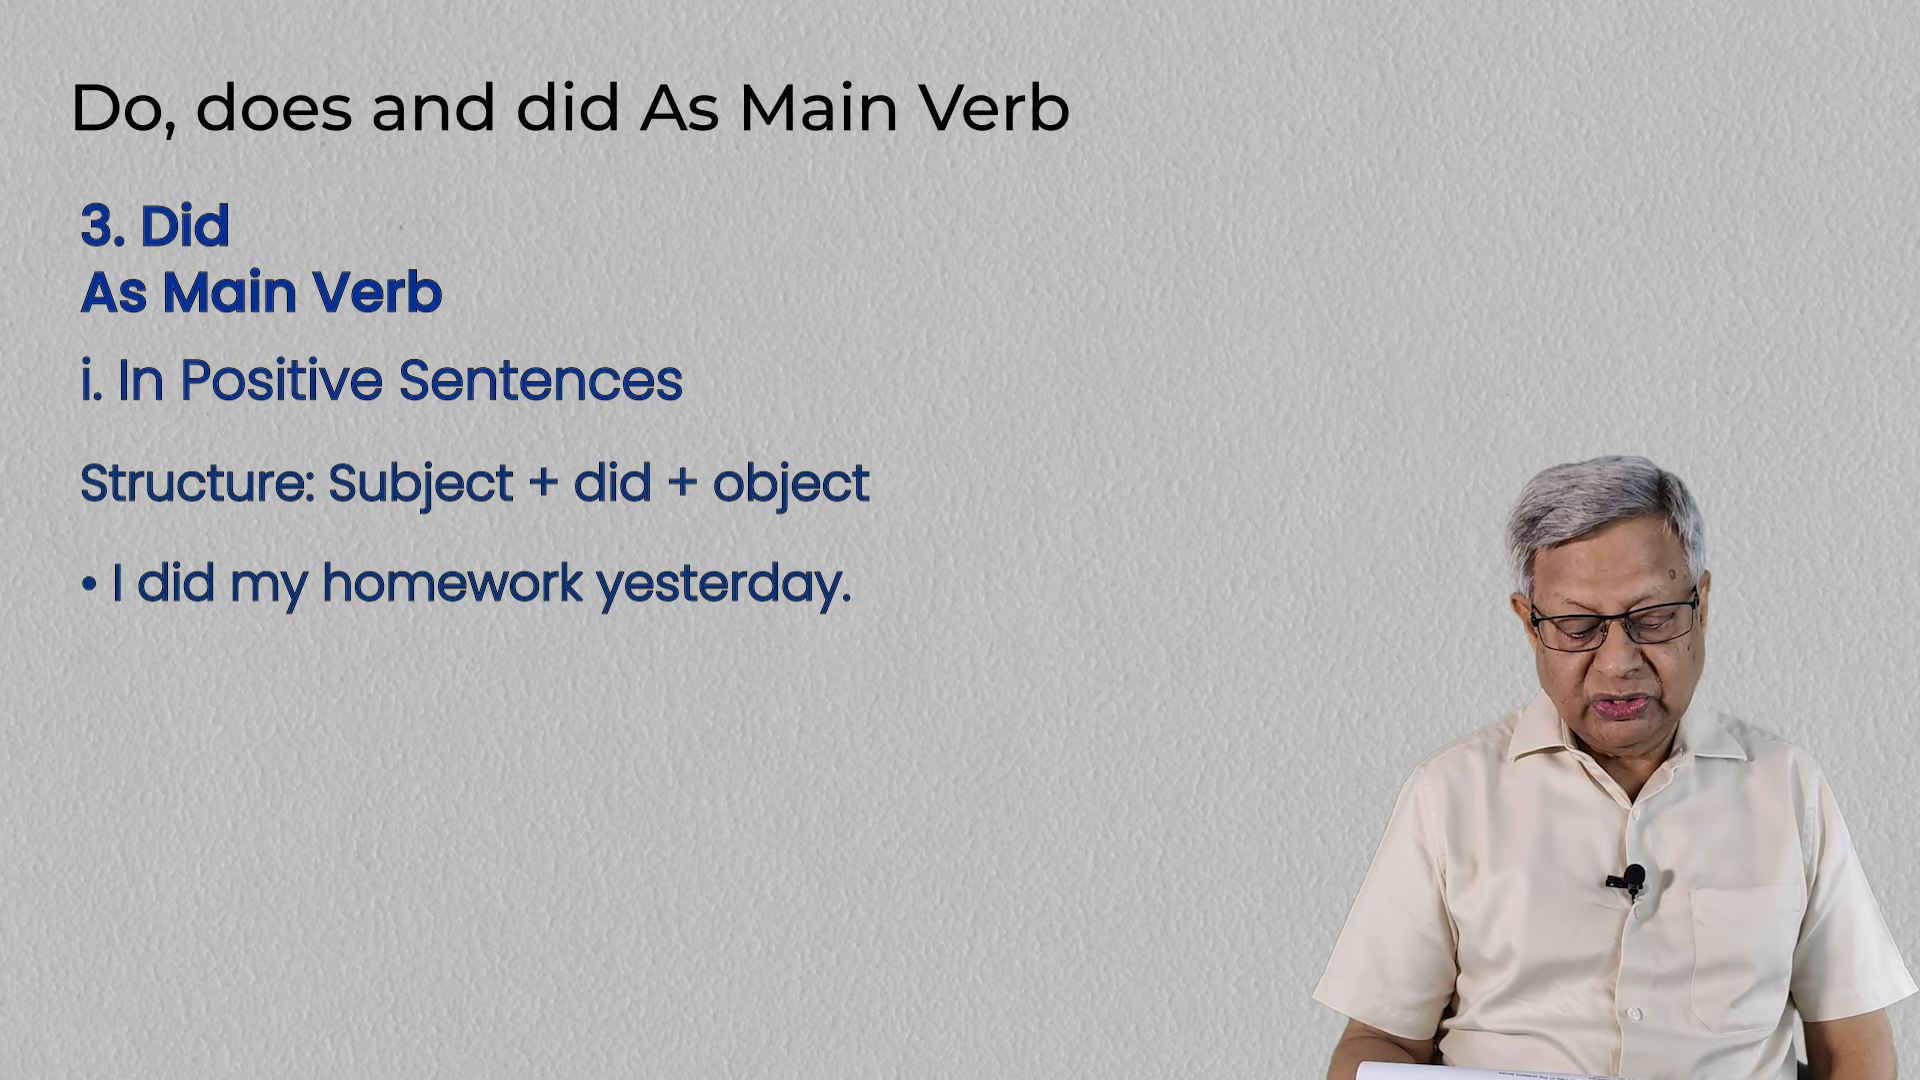 Do, does and did As Main Verb
3. Did
As Main Verb
i. In Positive Sentences
Structure: Subject + did + object
• I did my homework yesterday.